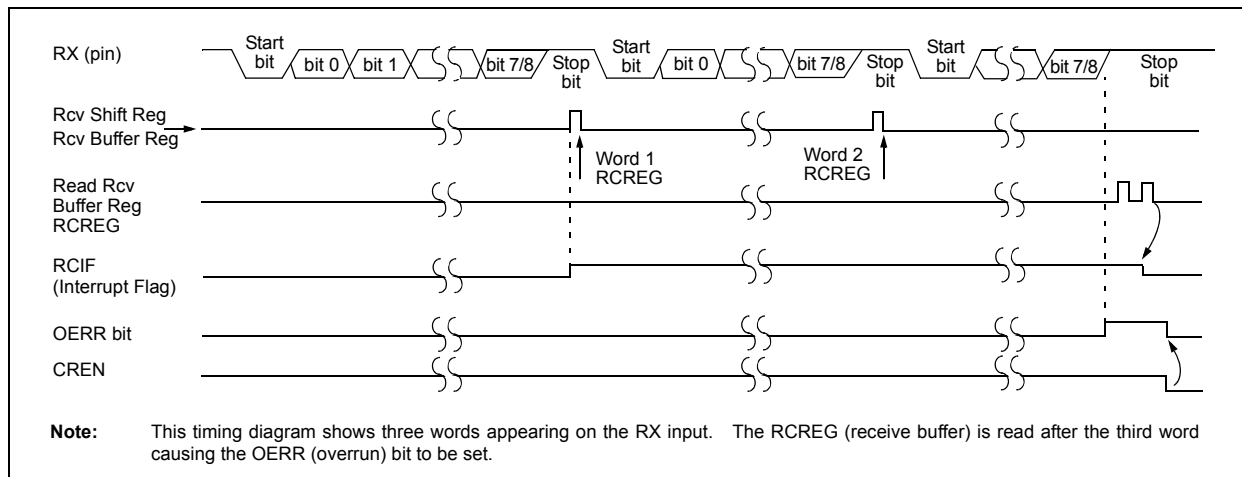 RX (pin)
Start
bit
bit 0
bit 1
bit 7/8
Stop
bit
Start
bit
bit 0
bit 7/8
Stop
bit
Start
bit
bit 7/8
Stop
bit
Rcv Shift Reg
Rcv Buffer Reg
Word 1
RCREG
Word 2
RCREG
Read Rcv
Buffer Reg
RCREG
RCIF
(Interrupt Flag)
OERR bit
CREN
Note: This timing diagram shows three words appearing on the RX input. The RCREG (receive buffer) is read after the third word
causing the OERR (overrun) bit to be set.